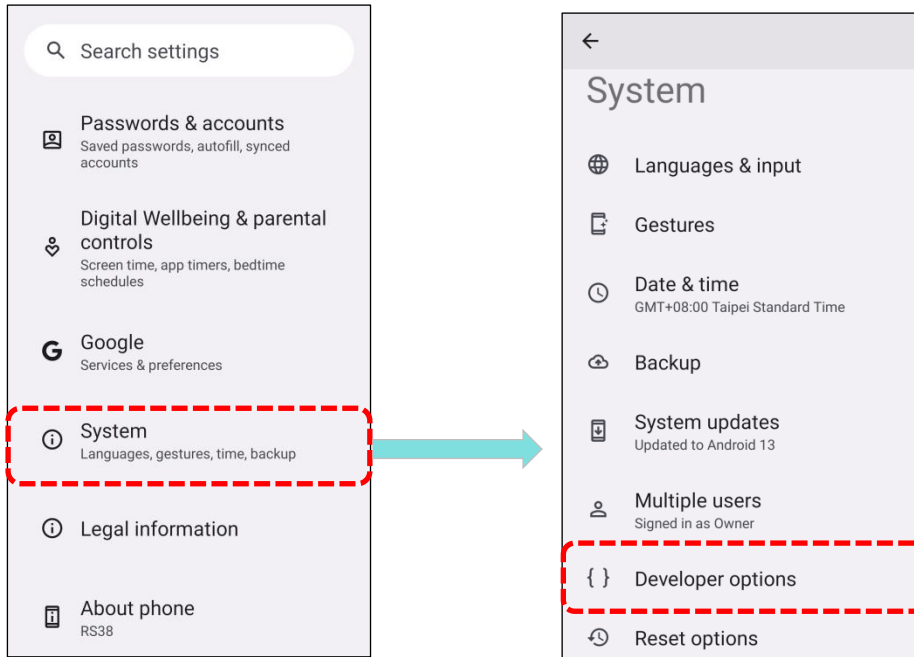 Search settings
Passwords & accounts
Saved passwords, autofill, synced
accounts
Digital Wellbeing & parental
controls
Screen time, app timers, bedtime
schedules
Google
Services & preferences
System
Languages, gestures, time, backup
Legal information
About phone
RS38
System
Languages & input
Gestures
Date & time
GMT+08:00 Taipei Standard Time
Backup
System updates
Updated to Android 13
Multiple users
Signed in as Owner
Developer options
Reset options